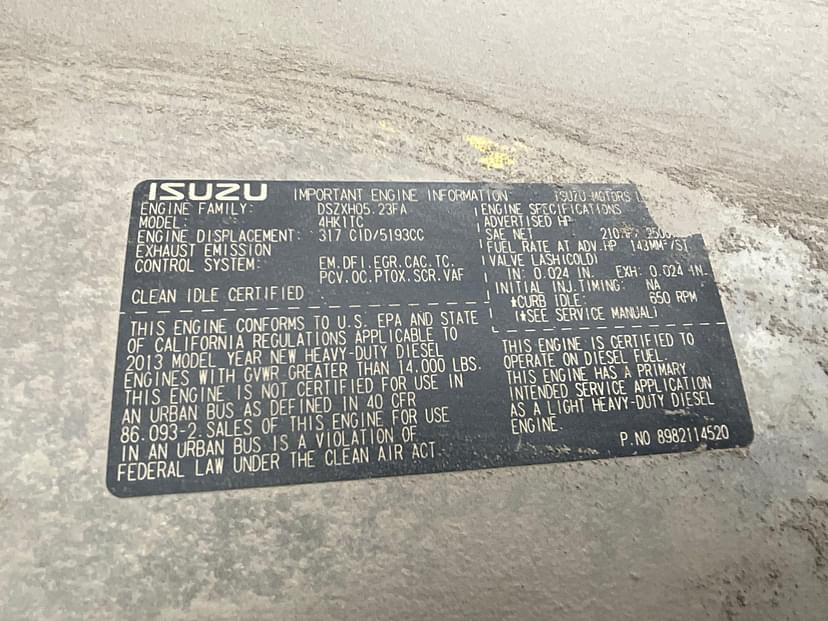 ISUZU IMPORTANT ENGINE INFORMATION ISUZU MOTORS
ENGINE FAMILY: DSZXH05.23FA
MODEL: 4HK1TC
ENGINE DISPLACEMENT: 317 CID/5193CC
EXHAUST EMISSION
CONTROL SYSTEM: EM.DFI.EGR.CAC.TC.
PCV.OC.PTOX.SCR.VAF
CLEAN IDLE CERTIFIED
ENGINE SPECIFICATIONS
ADVERTISED HP:
SAE NET 210
FUEL RATE AT ADV.HP 143MM³/ST
VALVE LASH(COLD)
IN: 0.024 IN. EXH: 0.024 IN.
INITIAL INJ.TIMING: NA
*CURB IDLE: 650 RPM
(*SEE SERVICE MANUAL)
THIS ENGINE CONFORMS TO U.S. EPA AND STATE
OF CALIFORNIA REGULATIONS APPLICABLE TO
2013 MODEL YEAR NEW HEAVY-DUTY DIESEL
ENGINES WITH GVWR GREATER THAN 14.000 LBS.
THIS ENGINE IS NOT CERTIFIED FOR USE IN
AN URBAN BUS AS DEFINED IN 40 CFR
86.093-2.SALES OF THIS ENGINE FOR USE
IN AN URBAN BUS IS A VIOLATION OF
FEDERAL LAW UNDER THE CLEAN AIR ACT.
THIS ENGINE IS CERTIFIED TO
OPERATE ON DIESEL FUEL.
THIS ENGINE HAS A PRIMARY
INTENDED SERVICE APPLICATION
AS A LIGHT HEAVY-DUTY DIESEL
ENGINE.
P.NO 8982114520